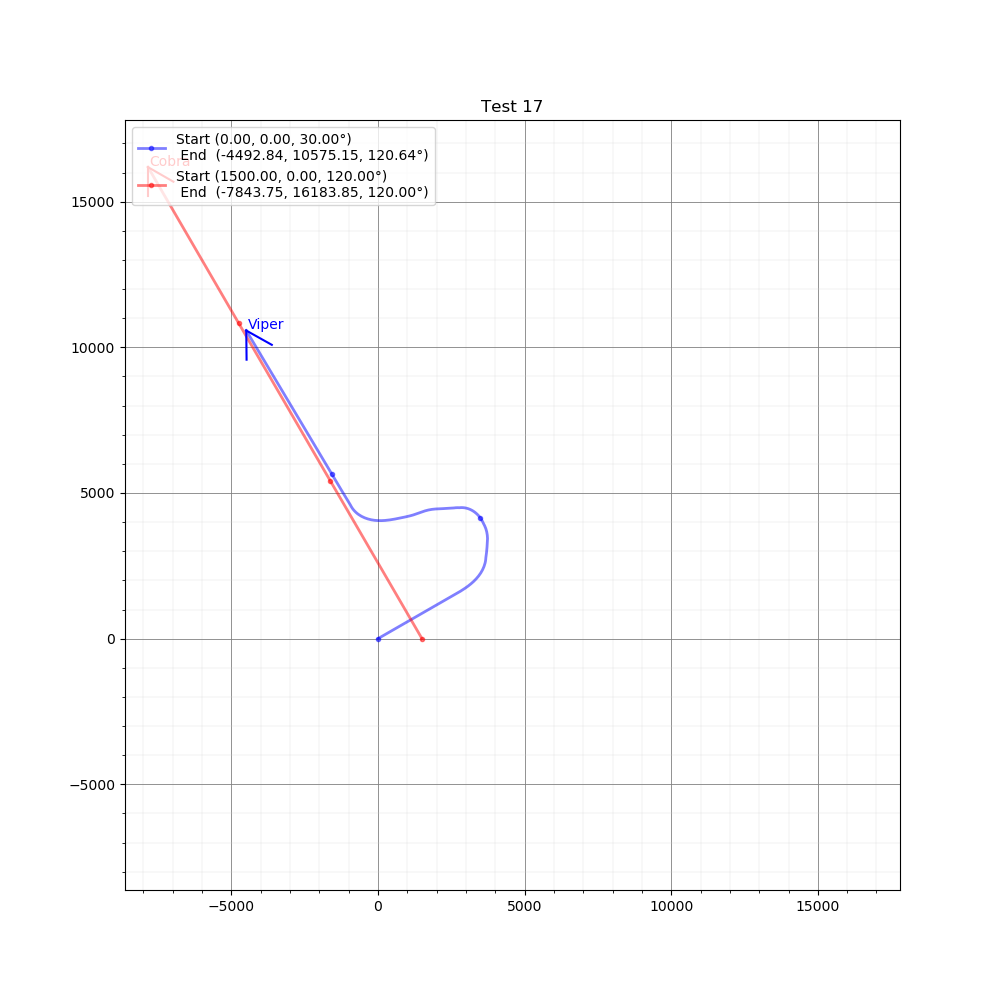 Test 17
Start (0.00, 0.00, 30.00°)
End (-4492.84, 10575.15, 120.64°)
Cobra
Start (1500.00, 0.00, 120.00°)
End (-7843.75, 16183.85, 120.00°)
15000
Viper
10000
5000
0
−5000
−5000
0
5000
10000
15000